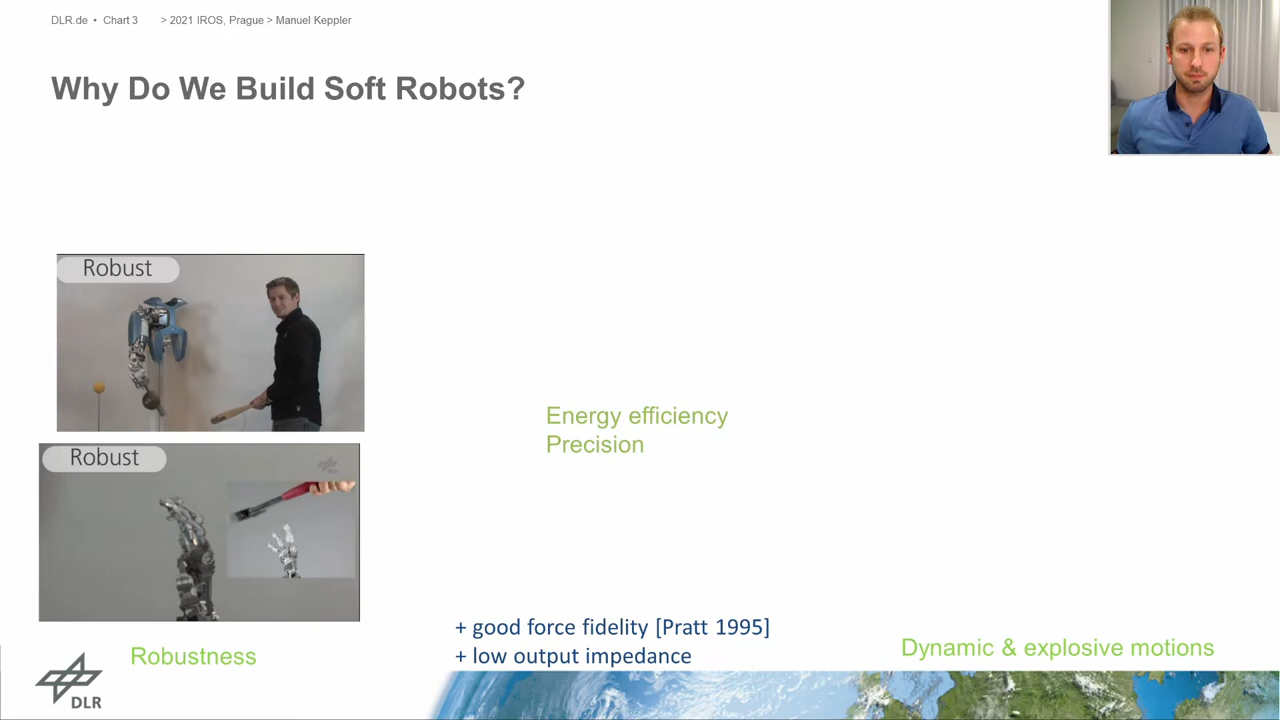 DLR.de • Chart 3 > 2021 IROS, Prague > Manuel Keppler
Why Do We Build Soft Robots?
Robust
Robust
DLR
Energy efficiency
Precision
+ good force fidelity [Pratt 1995]
+ low output impedance
Robustness
Dynamic & explosive motions
DLR